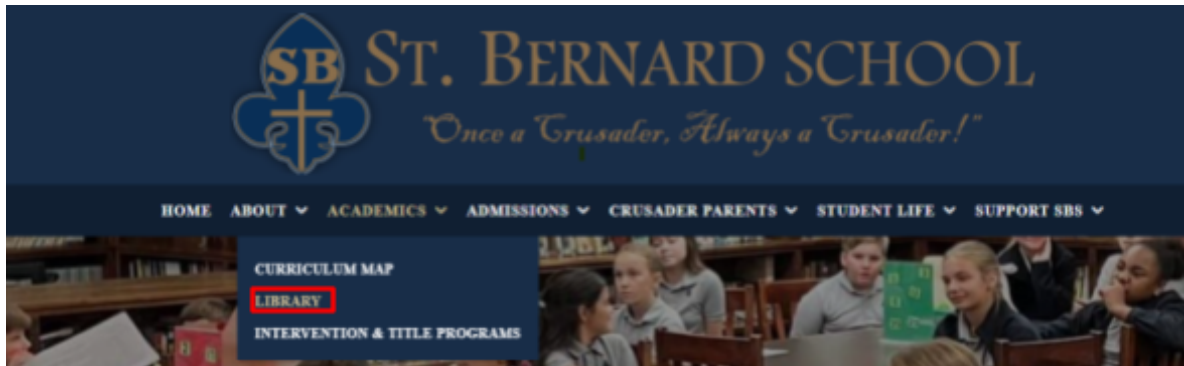 SB
ST. BERNARD SCHOOL
"Once a Crusader, Always a Crusader!"
HOME ABOUT ACADEMICS ADMISSIONS CRUSADER PARENTS STUDENT LIFE SUPPORT SBS
CURRICULUM MAP
LIBRARY
INTERVENTION & TITLE PROGRAMS